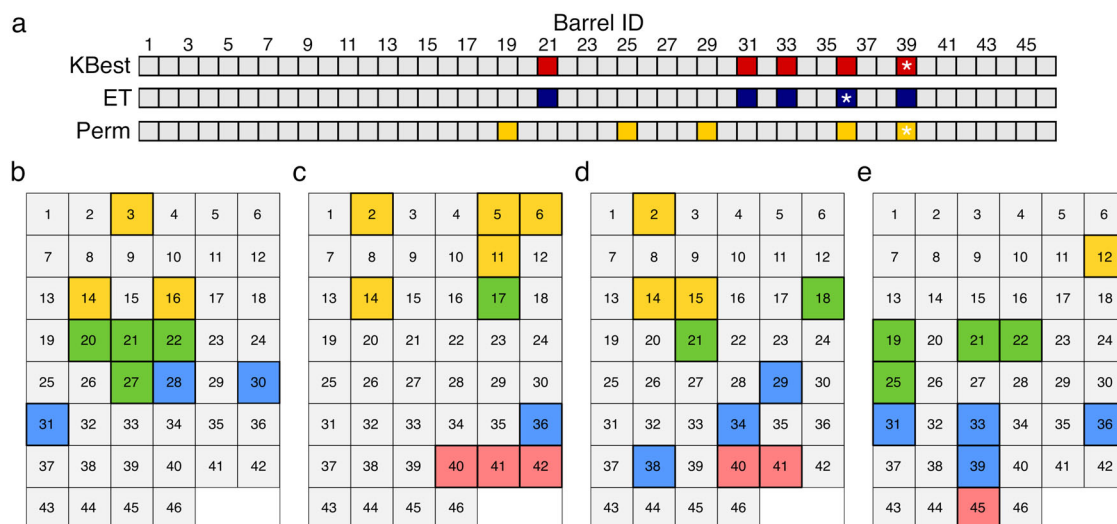 a
Barrel ID
1 3 5 7 9 11 13 15 17 19 21 23 25 27 29 31 33 35 37 39 41 43 45
KBest *
ET *
Perm *
b c d e
1 2 3 4 5 6 1 2 3 4 5 6 1 2 3 4 5 6 1 2 3 4 5 6
7 8 9 10 11 12 7 8 9 10 11 12 7 8 9 10 11 12 7 8 9 10 11 12
13 14 15 16 17 18 13 14 15 16 17 18 13 14 15 16 17 18 13 14 15 16 17 18
19 20 21 22 23 24 19 20 21 22 23 24 19 20 21 22 23 24 19 20 21 22 23 24
25 26 27 28 29 30 25 26 27 28 29 30 25 26 27 28 29 30 25 26 27 28 29 30
31 32 33 34 35 36 31 32 33 34 35 36 31 32 33 34 35 36 31 32 33 34 35 36
37 38 39 40 41 42 37 38 39 40 41 42 37 38 39 40 41 42 37 38 39 40 41 42
43 44 45 46 43 44 45 46 43 44 45 46 43 44 45 46